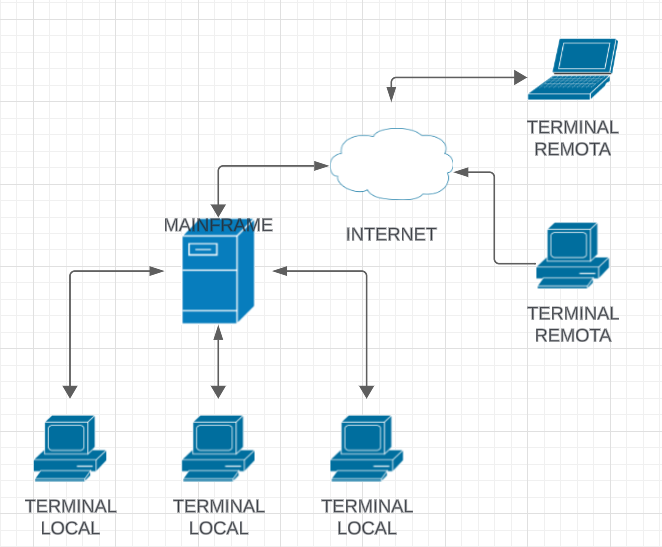 TERMINAL
REMOTA
MAINFRAME
INTERNET
TERMINAL
REMOTA
TERMINAL
LOCAL
TERMINAL
LOCAL
TERMINAL
LOCAL